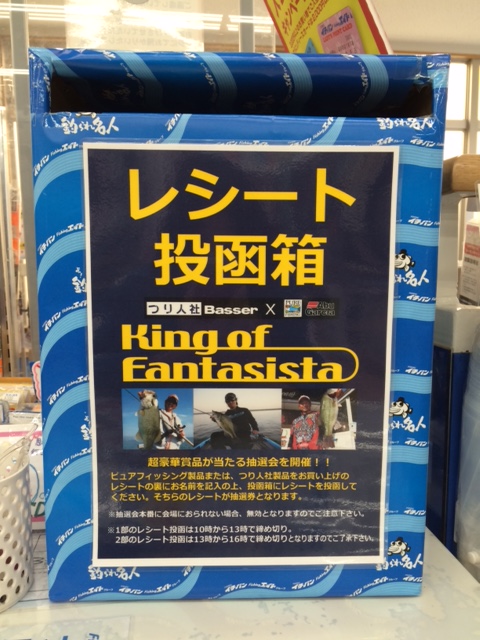 釣具名人
イチバン
エイト
レシート
投函箱
つり人社 Basser X PURE FISHING Abu Garcia
King of
Fantasista
超豪華賞品が当たる抽選会を開催!!
ピュアフィッシング製品または、つり人社製品をお買い上げの
レシートの裏にお名前を記入の上、投函箱にレシートを投函して
ください。そちらのレシートが抽選券となります。
※抽選会本番に会場におられない場合、無効となりますのでご注意下さい。
※1部のレシート投函は10時から13時で締め切り。
2部のレシート投函は13時から16時で締め切りとなりますのでご了承下さい。